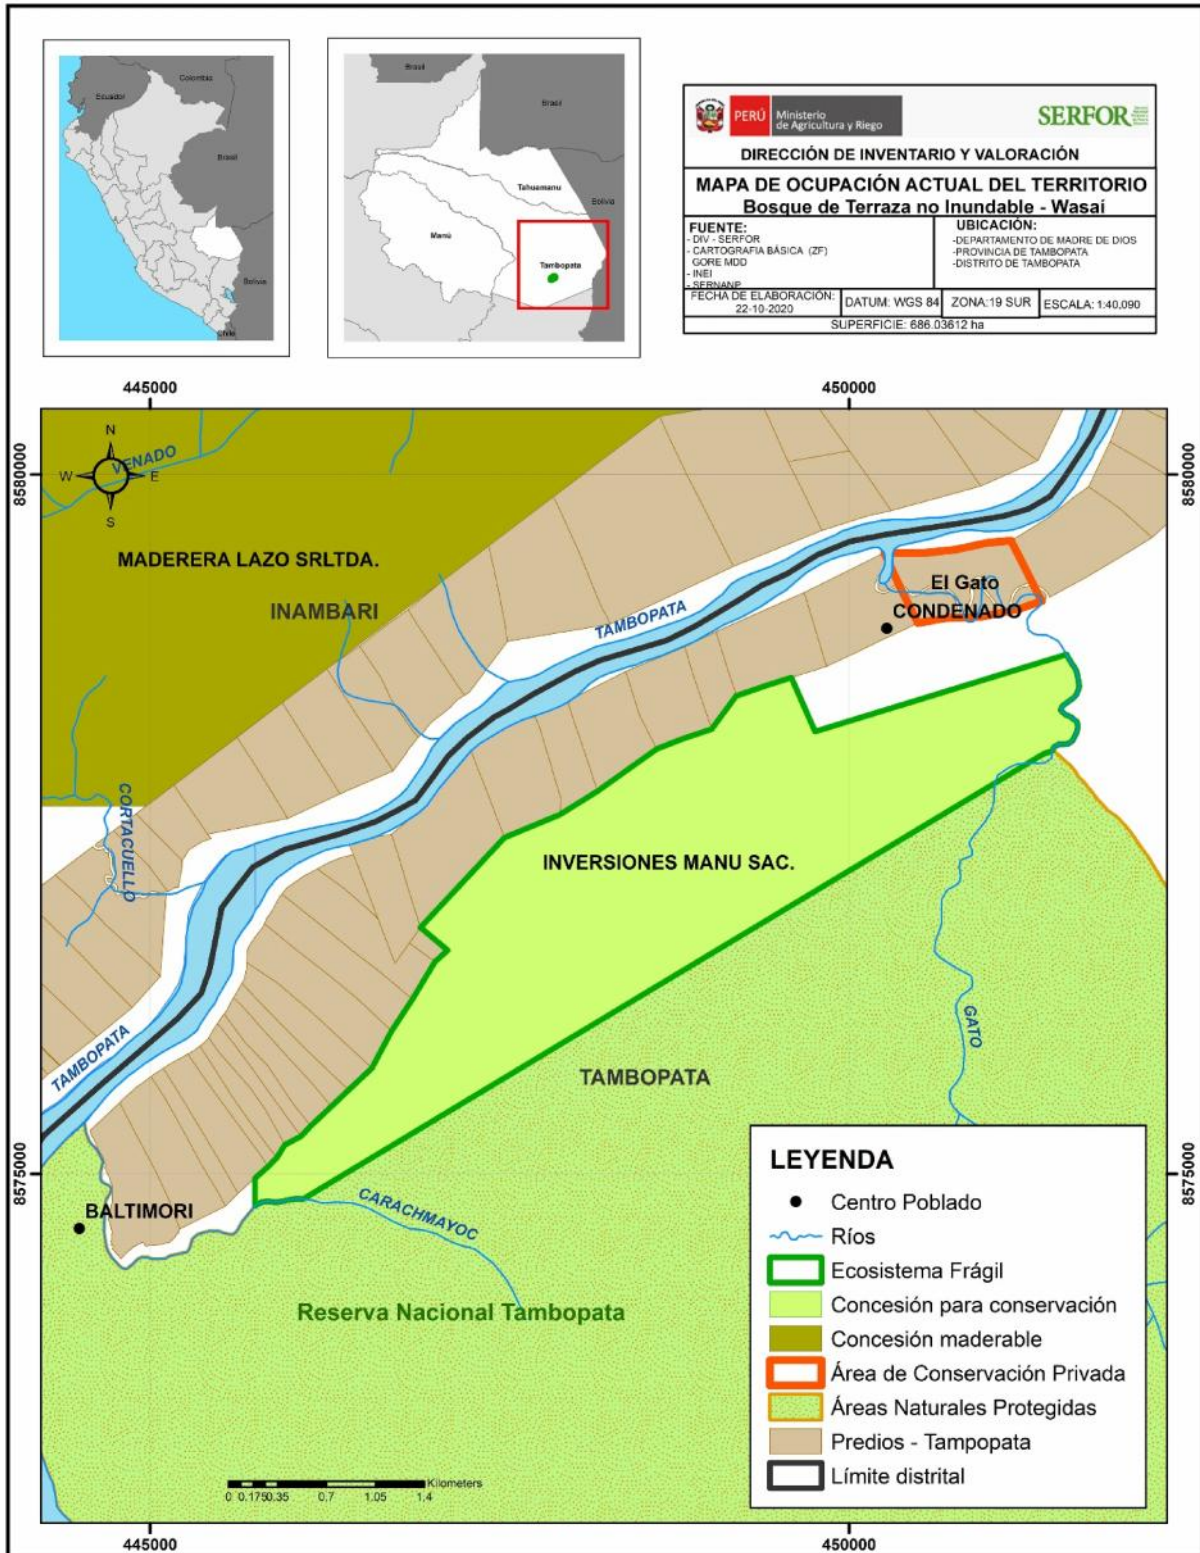 Ecuador
Colombia
Brasil
Bolivia
Chile
Brasil
Brasil
Tahuamanu
Bolivia
Manú
Tambopata
PERÚ
Ministerio
de Agricultura y Riego
SERFOR
DIRECCIÓN DE INVENTARIO Y VALORACIÓN
MAPA DE OCUPACIÓN ACTUAL DEL TERRITORIO
Bosque de Terraza no Inundable - Wasaí
FUENTE:
- DIV - SERFOR
- CARTOGRAFIA BÁSICA (ZF)
GORE MDD
- INEI
- SERNANP
UBICACIÓN:
-DEPARTAMENTO DE MADRE DE DIOS
-PROVINCIA DE TAMBOPATA
-DISTRITO DE TAMBOPATA
FECHA DE ELABORACIÓN:
22-10-2020
DATUM: WGS 84
ZONA:19 SUR
ESCALA: 1:40,090
SUPERFICIE: 686.03612 ha
445000
450000
8580000
8580000
N
W
E
S
VENADO
MADERERA LAZO SRLTDA.
INAMBARI
TAMBOPATA
El Gato
CONDENADO
CORTACUELLO
INVERSIONES MANU SAC.
GATO
TAMBOPATA
TAMBOPATA
8575000
8575000
BALTIMORI
CARACHMAYOC
Reserva Nacional Tambopata
LEYENDA
Centro Poblado
Ríos
Ecosistema Frágil
Concesión para conservación
Concesión maderable
Área de Conservación Privada
Áreas Naturales Protegidas
Predios - Tampopata
Límite distrital
Kilometers
0 0.1750.35 0.7 1.05 1.4
445000
450000